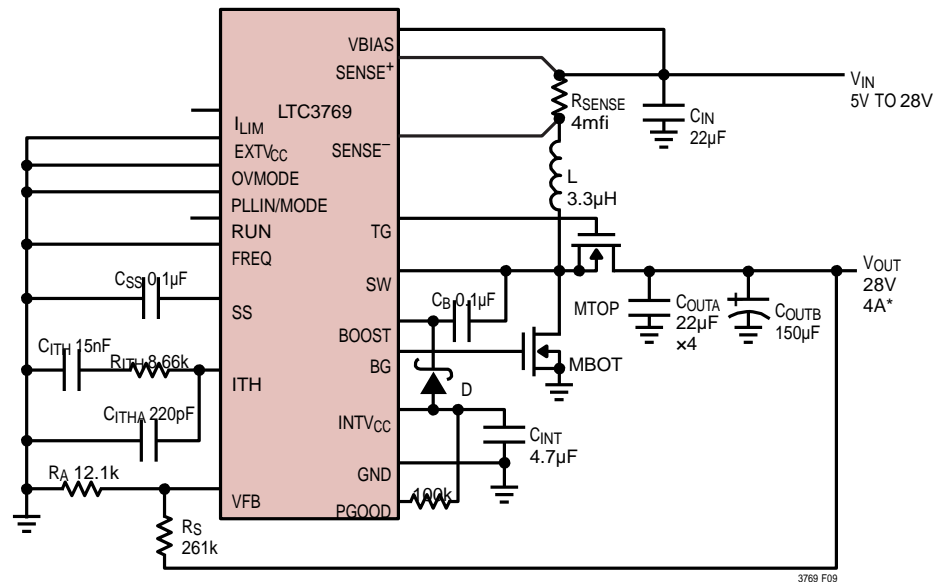 LTC3769
VBIAS
SENSE+
ILIM
EXTVCC
OVMODE
PLLIN/MODE
RUN
FREQ
SS
ITH
VFB
SENSE−
TG
SW
BOOST
BG
INTVCC
GND
PGOOD
RSENSE
4mfi
CIN
22µF
VIN
5V TO 28V
L
3.3µH
MTOP
COUTA
22µF
×4
COUTB
150µF
VOUT
28V
4A*
CB 0.1µF
MBOT
D
CINT
4.7µF
100k
CSS 0.1µF
CITH 15nF
RITH 8.66k
CITHA 220pF
RA 12.1k
RS
261k
3769 F09